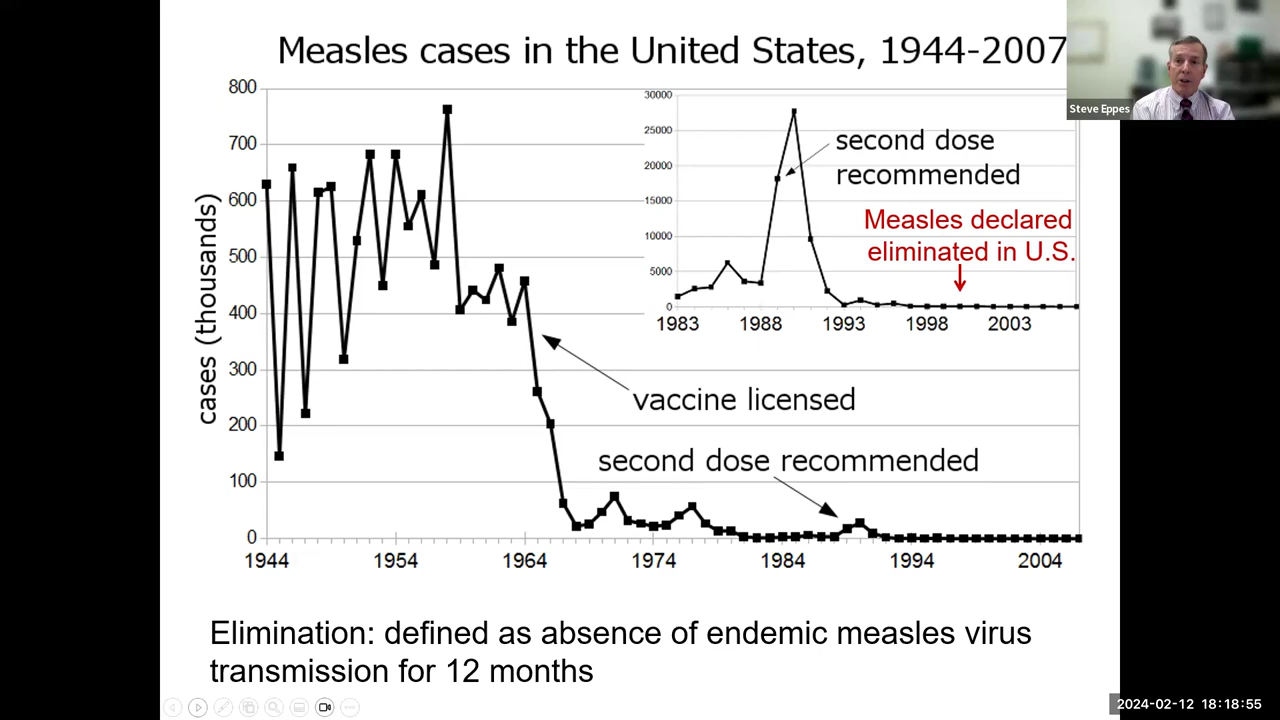 Measles cases in the United States, 1944-2007
Steve Eppes
800
700
600
500
400
300
200
100
0
cases (thousands)
1944
1954
1964
1974
1984
1994
2004
vaccine licensed
second dose recommended
30000
25000
20000
15000
10000
5000
0
1983
1988
1993
1998
2003
second dose
recommended
Measles declared
eliminated in U.S.
Elimination: defined as absence of endemic measles virus
transmission for 12 months
2024-02-12 18:18:55